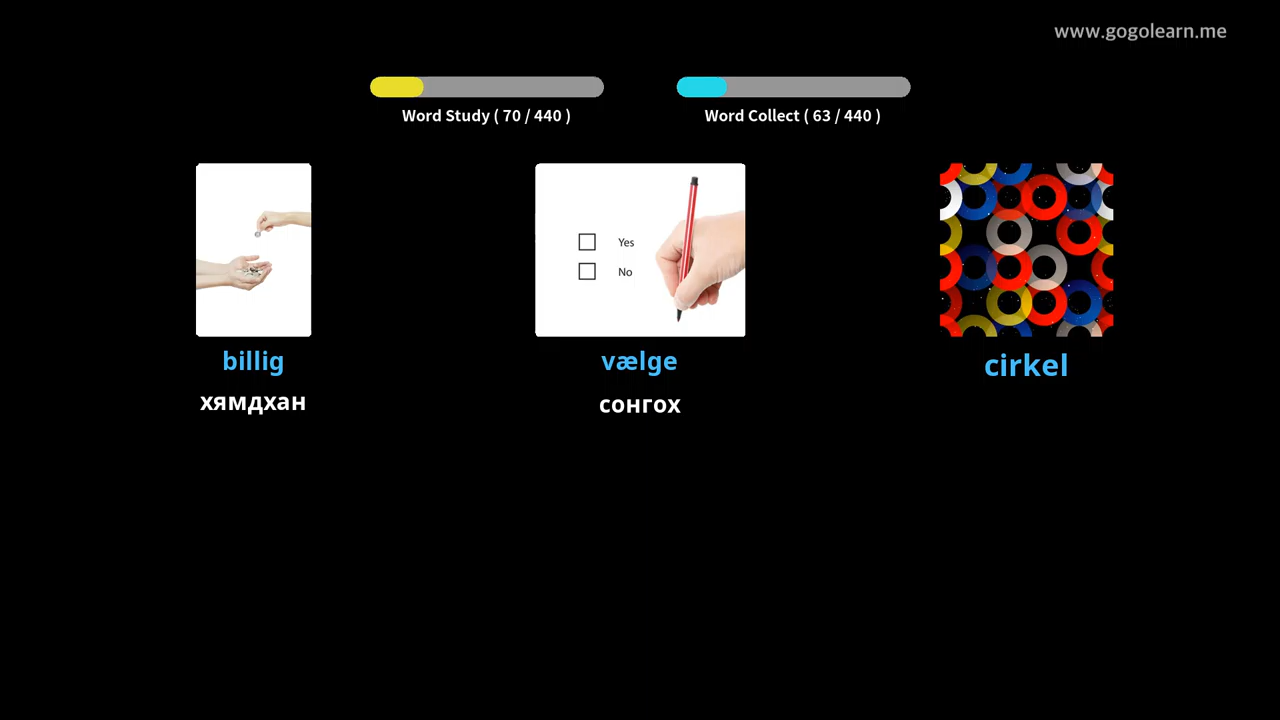 www.gogolearn.me
Word Study ( 70 / 440 )
Word Collect ( 63 / 440 )
Yes
No
billig
vælge
cirkel
хямдхан
сонгох